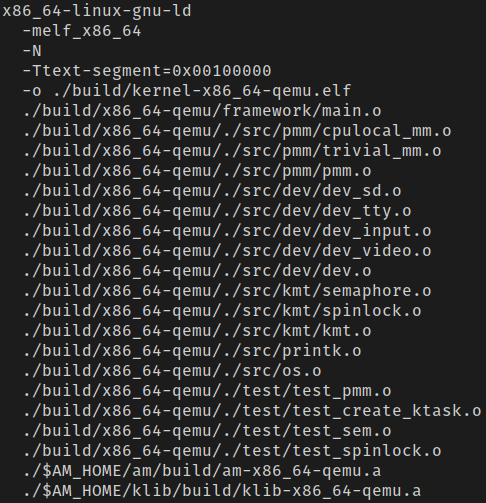 x86_64-linux-gnu-ld
-melf_x86_64
-N
-Ttext-segment=0x00100000
-o ./build/kernel-x86_64-qemu.elf
./build/x86_64-qemu/framework/main.o
./build/x86_64-qemu/./src/pmm/cpulocal_mm.o
./build/x86_64-qemu/./src/pmm/trivial_mm.o
./build/x86_64-qemu/./src/pmm/pmm.o
./build/x86_64-qemu/./src/dev/dev_sd.o
./build/x86_64-qemu/./src/dev/dev_tty.o
./build/x86_64-qemu/./src/dev/dev_input.o
./build/x86_64-qemu/./src/dev/dev_video.o
./build/x86_64-qemu/./src/dev/dev.o
./build/x86_64-qemu/./src/kmt/semaphore.o
./build/x86_64-qemu/./src/kmt/spinlock.o
./build/x86_64-qemu/./src/kmt/kmt.o
./build/x86_64-qemu/./src/printk.o
./build/x86_64-qemu/./src/os.o
./build/x86_64-qemu/./test/test_pmm.o
./build/x86_64-qemu/./test/test_create_ktask.o
./build/x86_64-qemu/./test/test_sem.o
./build/x86_64-qemu/./test/test_spinlock.o
./$AM_HOME/am/build/am-x86_64-qemu.a
./$AM_HOME/klib/build/klib-x86_64-qemu.a